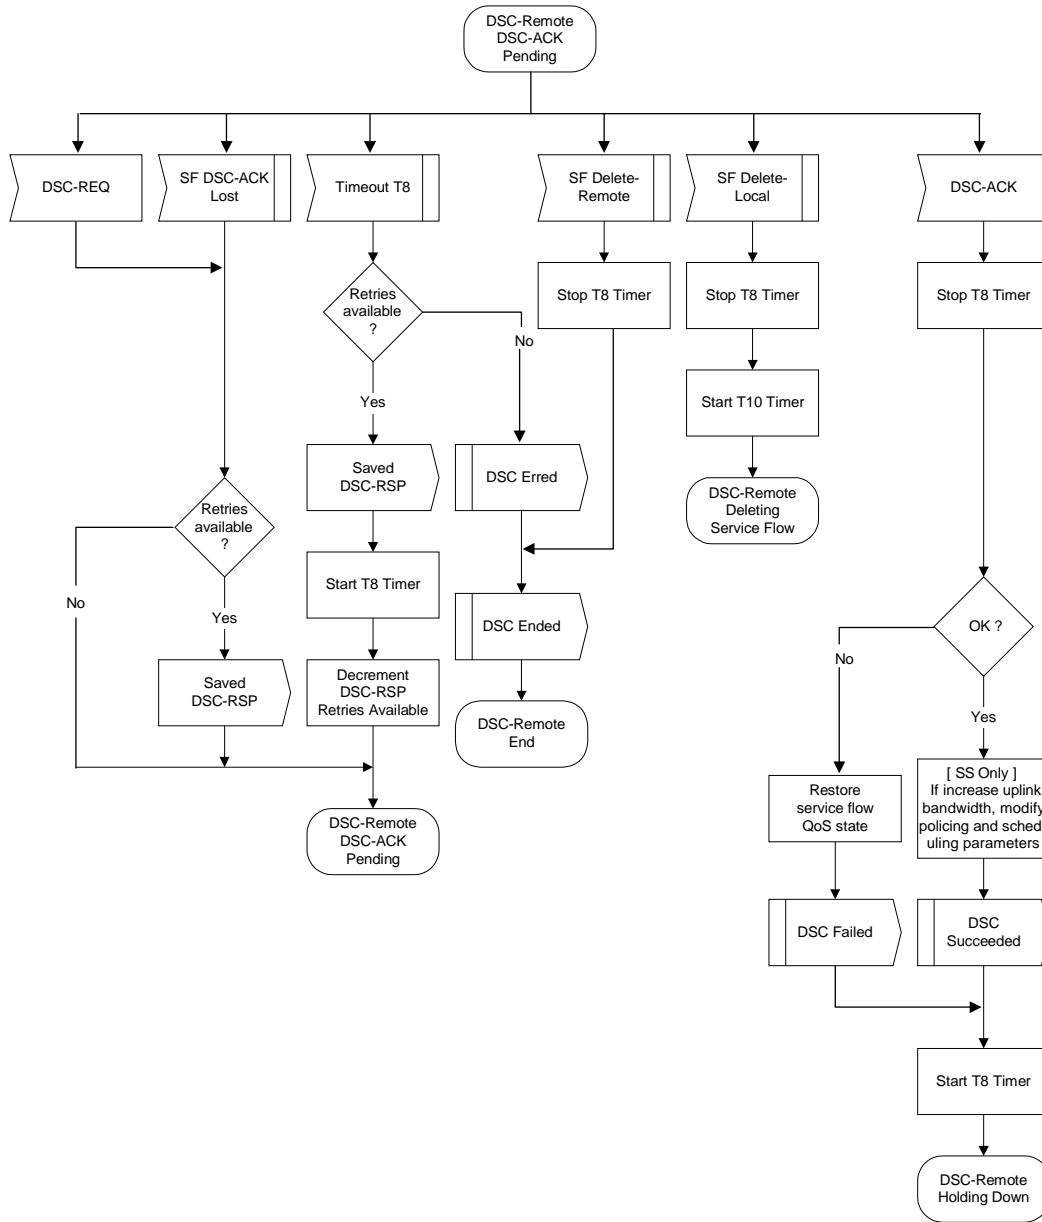 DSC-Remote
DSC-ACK
Pending
DSC-REQ
SF DSC-ACK
Lost
Timeout T8
SF Delete-
Remote
SF Delete-
Local
DSC-ACK
Stop T8 Timer
Stop T8 Timer
Stop T8 Timer
Retries
available
?
No
Yes
Start T10 Timer
Saved
DSC-RSP
DSC Erred
DSC-Remote
Deleting
Service Flow
Retries
available
?
No
Yes
Start T8 Timer
DSC Ended
OK ?
No
Yes
Saved
DSC-RSP
Decrement
DSC-RSP
Retries Available
DSC-Remote
End
DSC-Remote
DSC-ACK
Pending
Restore
service flow
QoS state
[ SS Only ]
If increase uplink
bandwidth, modify
policing and sched-
uling parameters
DSC Failed
DSC
Succeeded
Start T8 Timer
DSC-Remote
Holding Down